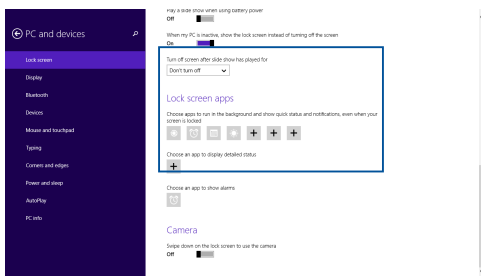 Play a slide show when using battery power
Off
PC and devices
When my PC is inactive, show the lock screen instead of turning off the screen
On
Lock screen
Display
Bluetooth
Devices
Mouse and touchpad
Typing
Corners and edges
Power and sleep
AutoPlay
PC info
Turn off screen after slide show has played for
Don't turn off
Lock screen apps
Choose apps to run in the background and show quick status and notifications, even when your
screen is locked
Choose an app to display detailed status
Choose an app to show alarms
Camera
Swipe down on the lock screen to use the camera
Off